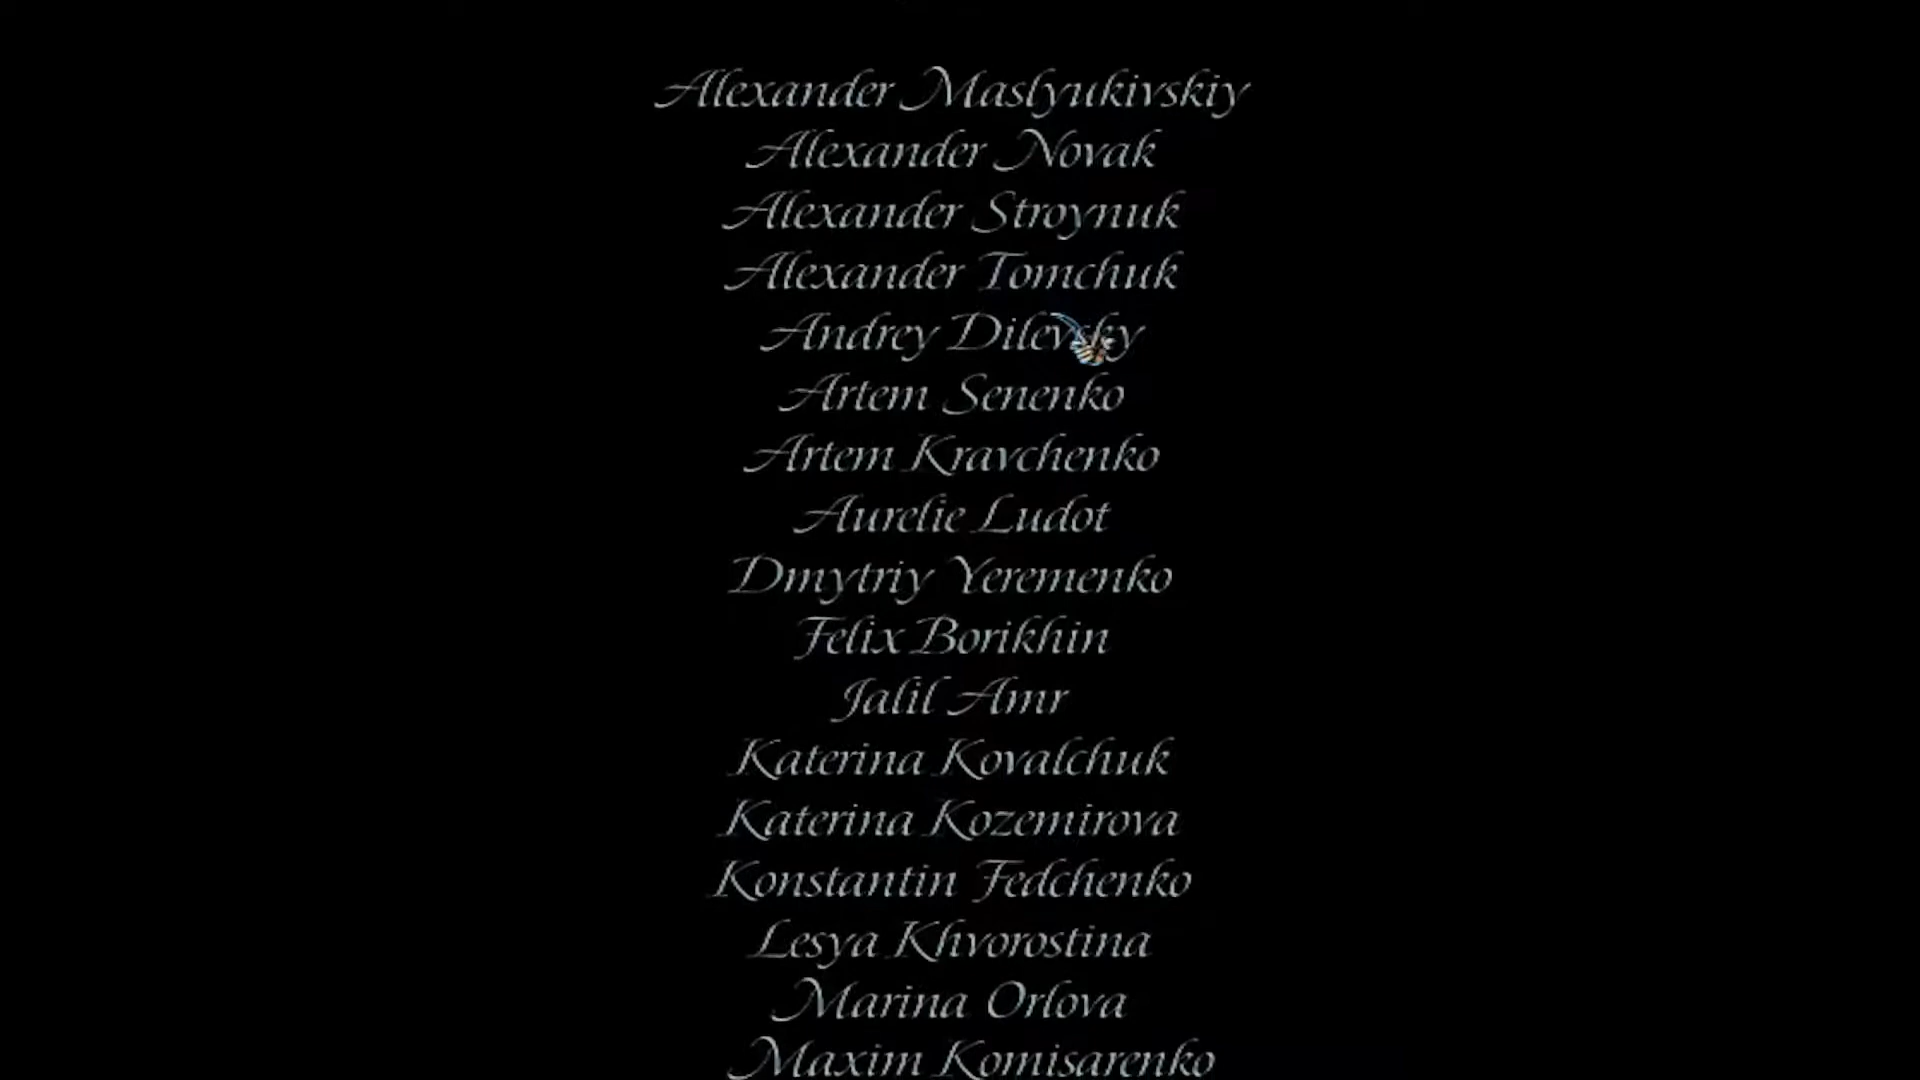 Alexander Maslyukivskiy
Alexander Novak
Alexander Stroynuk
Alexander Tomchuk
Andrey Dilevsky
Artem Senenko
Artem Kravchenko
Aurelie Ludot
Dmytriy Yeremenko
Felix Borikhin
Jalil Amr
Katerina Kovalchuk
Katerina Kozemirova
Konstantin Fedchenko
Lesya Khvorostina
Marina Orlova
Maxim Komisarenko